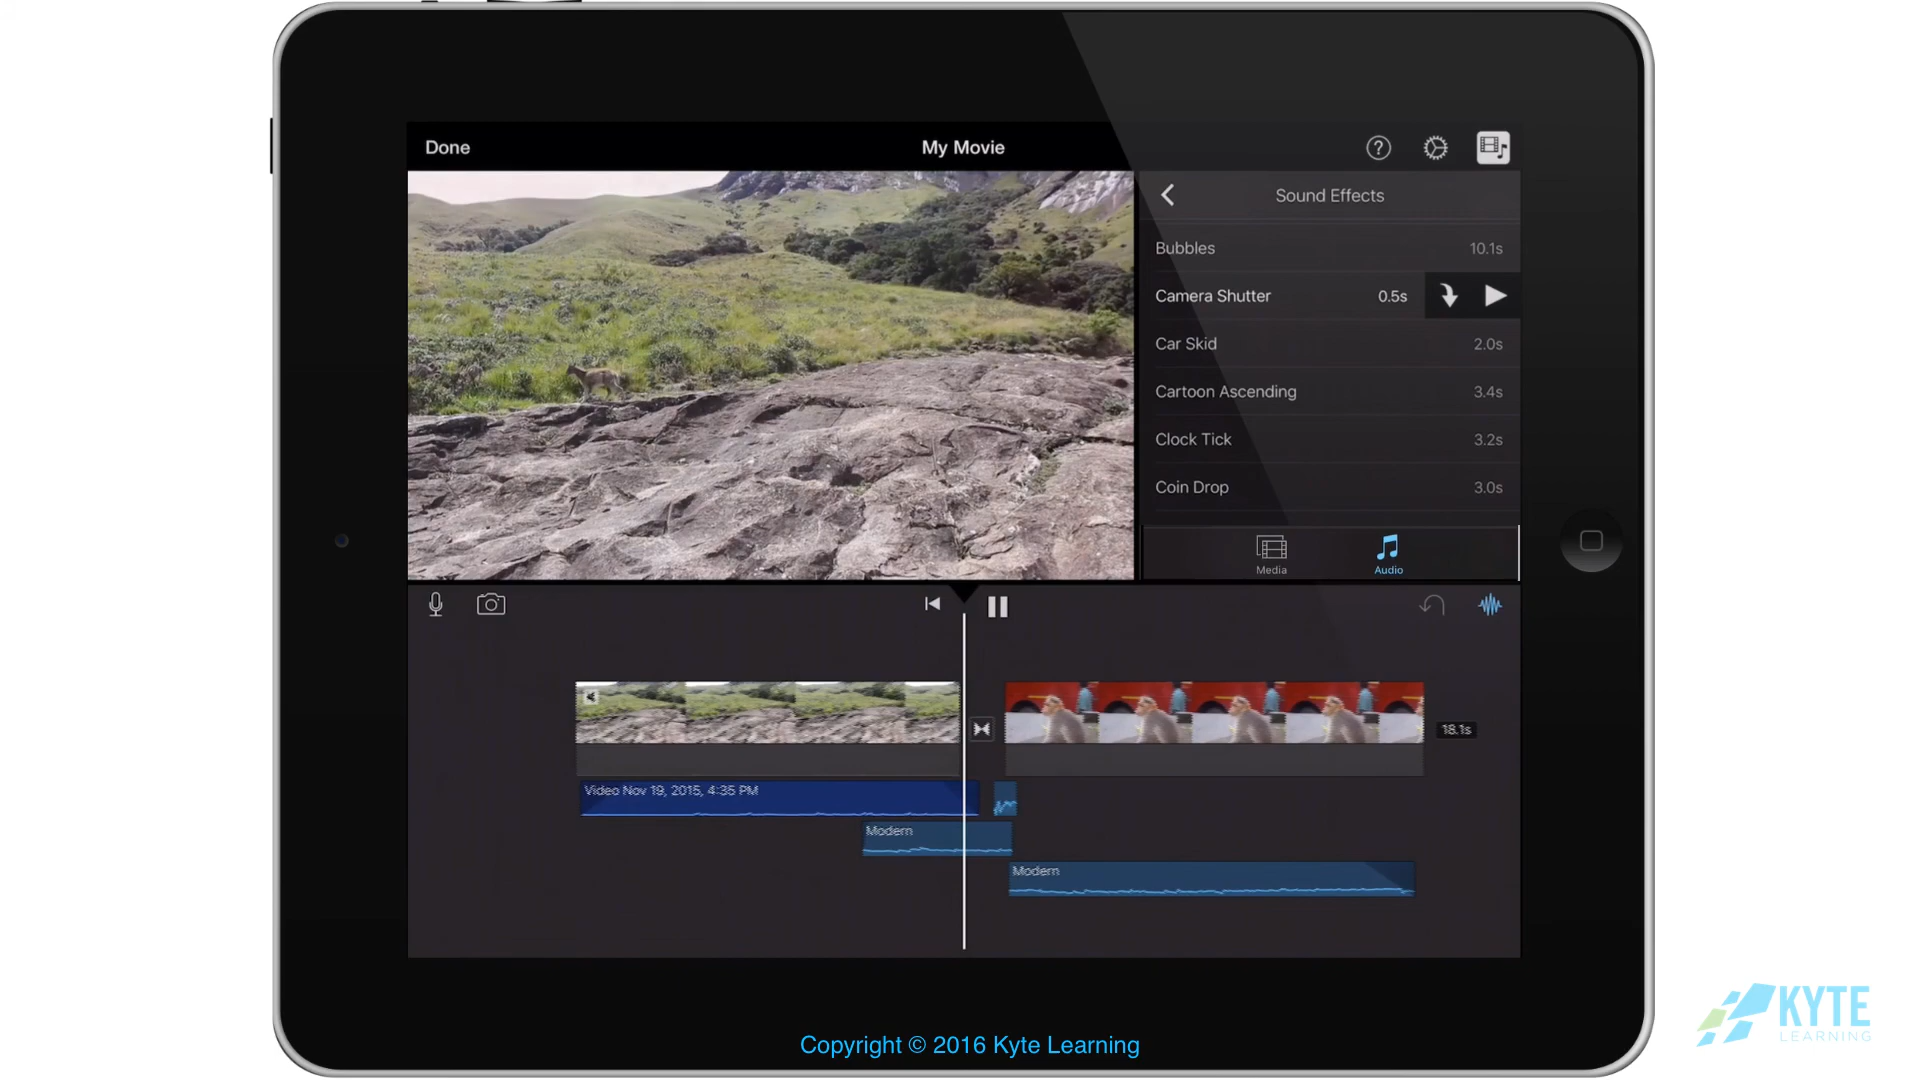 Done
My Movie
Sound Effects
Bubbles 10.1s
Camera Shutter 0.5s
Car Skid 2.0s
Cartoon Ascending 3.4s
Clock Tick 3.2s
Coin Drop 3.0s
Media
Audio
18.1s
Video Nov 19, 2015, 4:35 PM
Modern
Modern
KYTE
LEARNING
Copyright © 2016 Kyte Learning